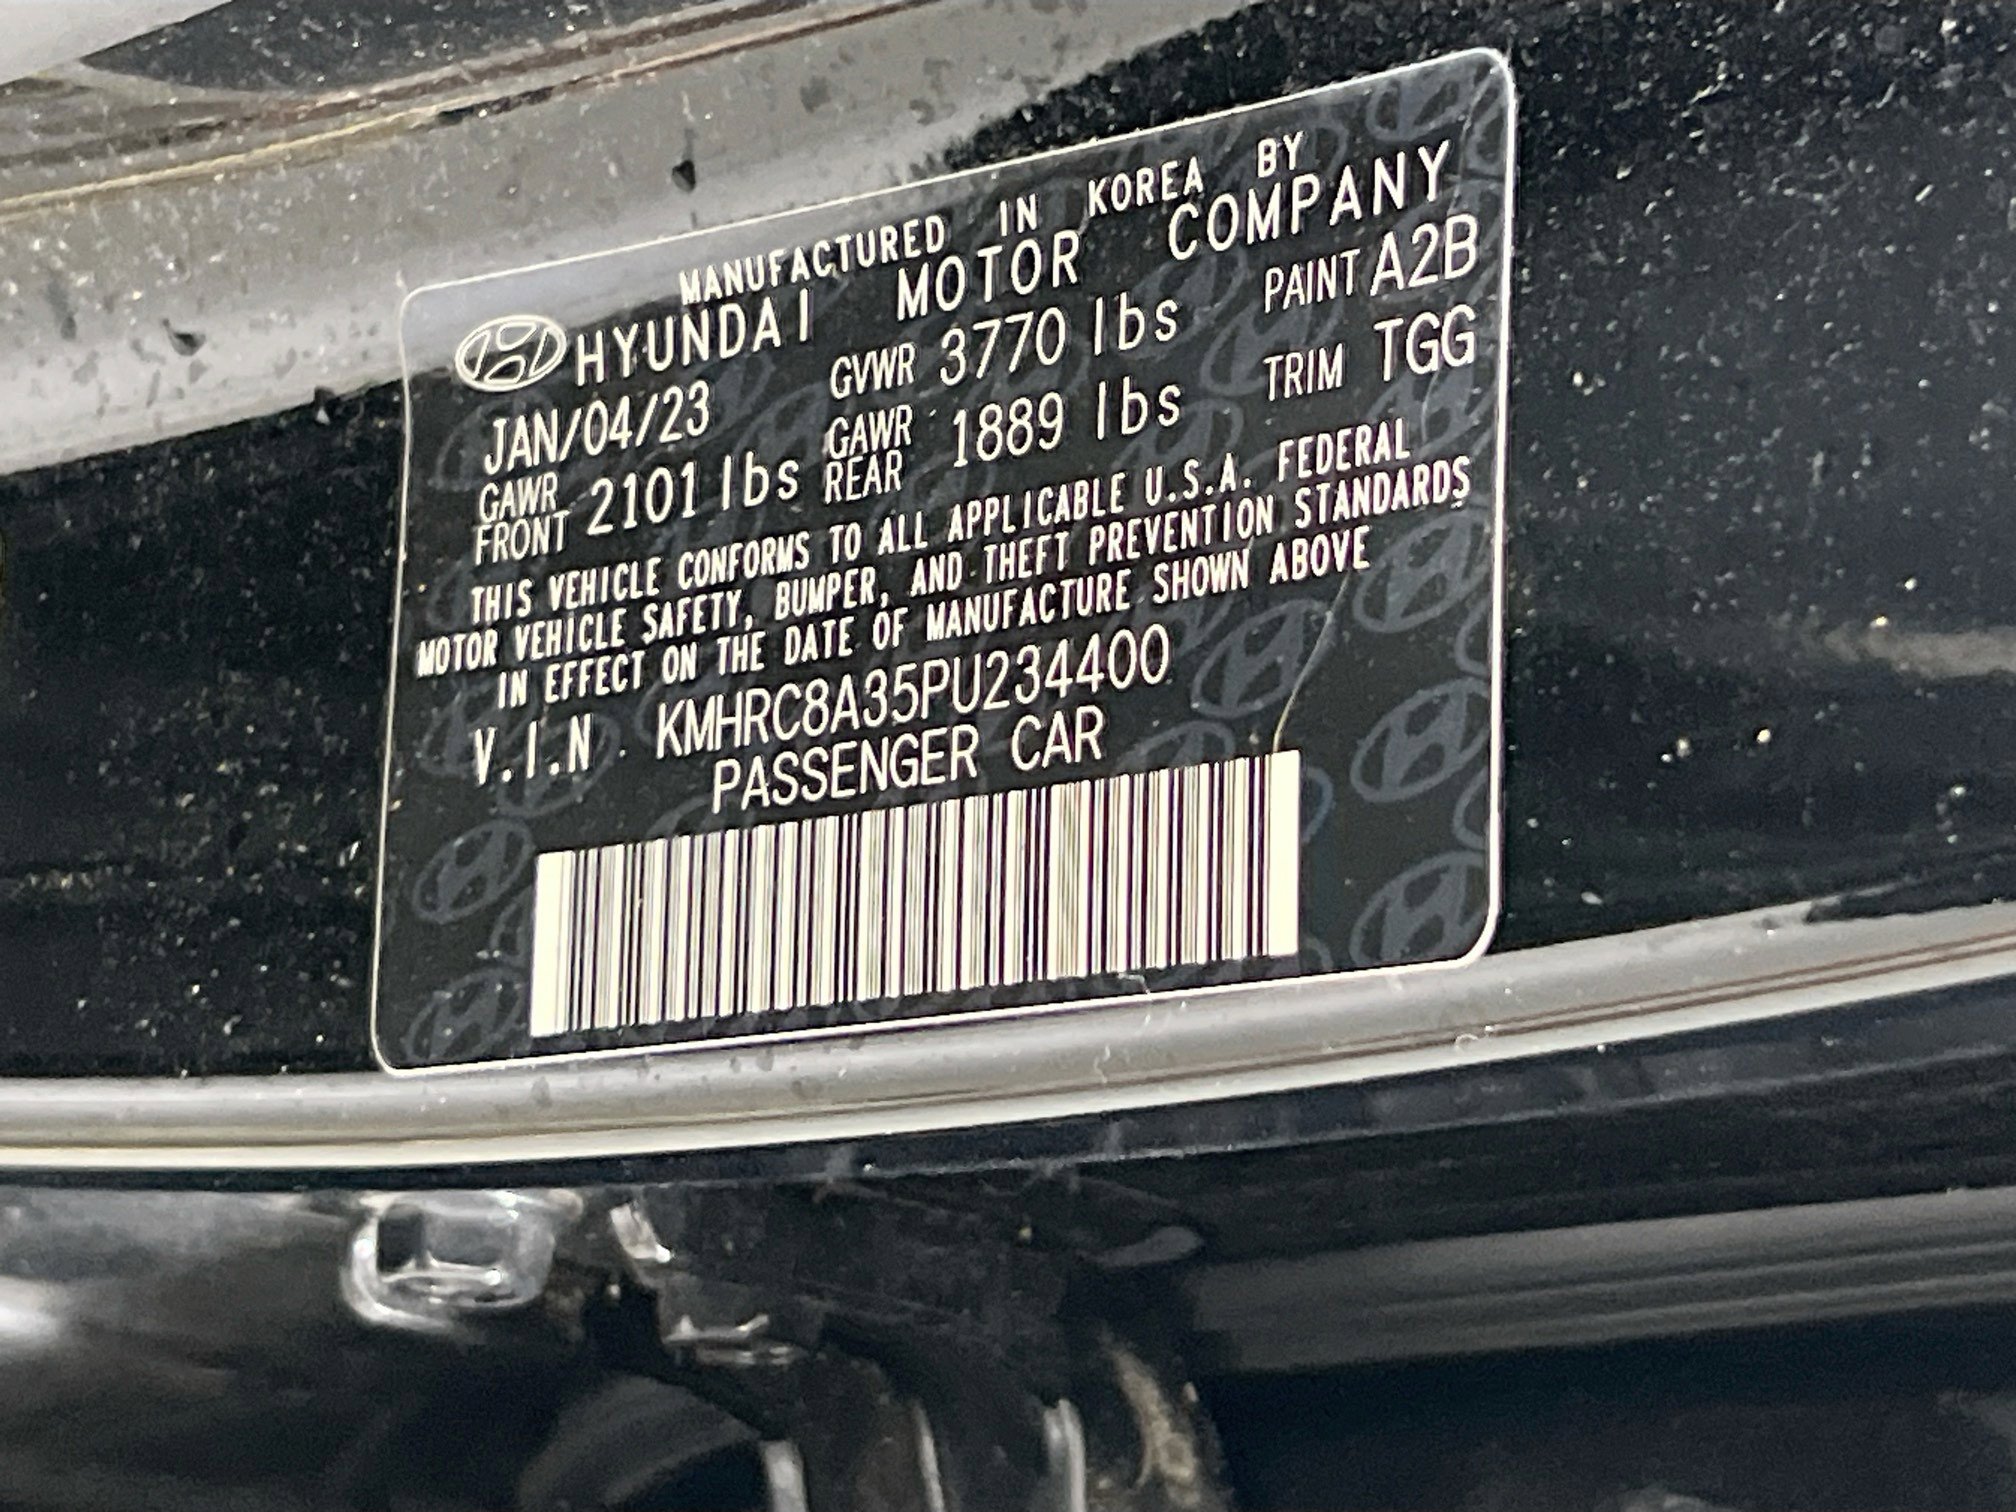 MANUFACTURED IN KOREA BY
HYUNDAI MOTOR COMPANY
JAN/04/23 GVWR 3770 lbs PAINT A2B
GAWR FRONT 2101 lbs GAWR REAR 1889 lbs TRIM TGG
THIS VEHICLE CONFORMS TO ALL APPLICABLE U.S.A. FEDERAL
MOTOR VEHICLE SAFETY, BUMPER, AND THEFT PREVENTION STANDARDS
IN EFFECT ON THE DATE OF MANUFACTURE SHOWN ABOVE
V.I.N KMHRC8A35PU234400
PASSENGER CAR